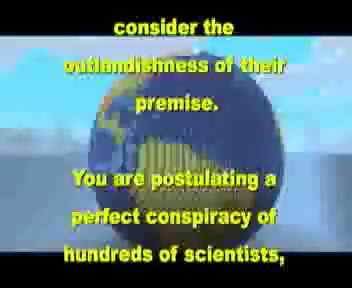 consider the
outlandishness of their
premise.
You are postulating a
perfect conspiracy of
hundreds of scientists,